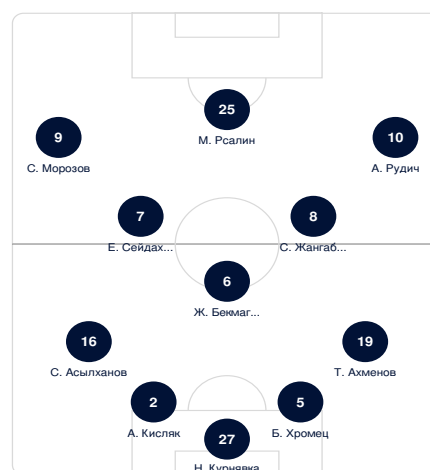 25
М. Рсалин
9
С. Морозов
10
А. Рудич
7
Е. Сейдах...
8
С. Жангаб...
6
Ж. Бекмаг...
16
С. Асылханов
19
Т. Ахменов
2
А. Кисляк
5
Б. Хромец
27
Н. Курнявка